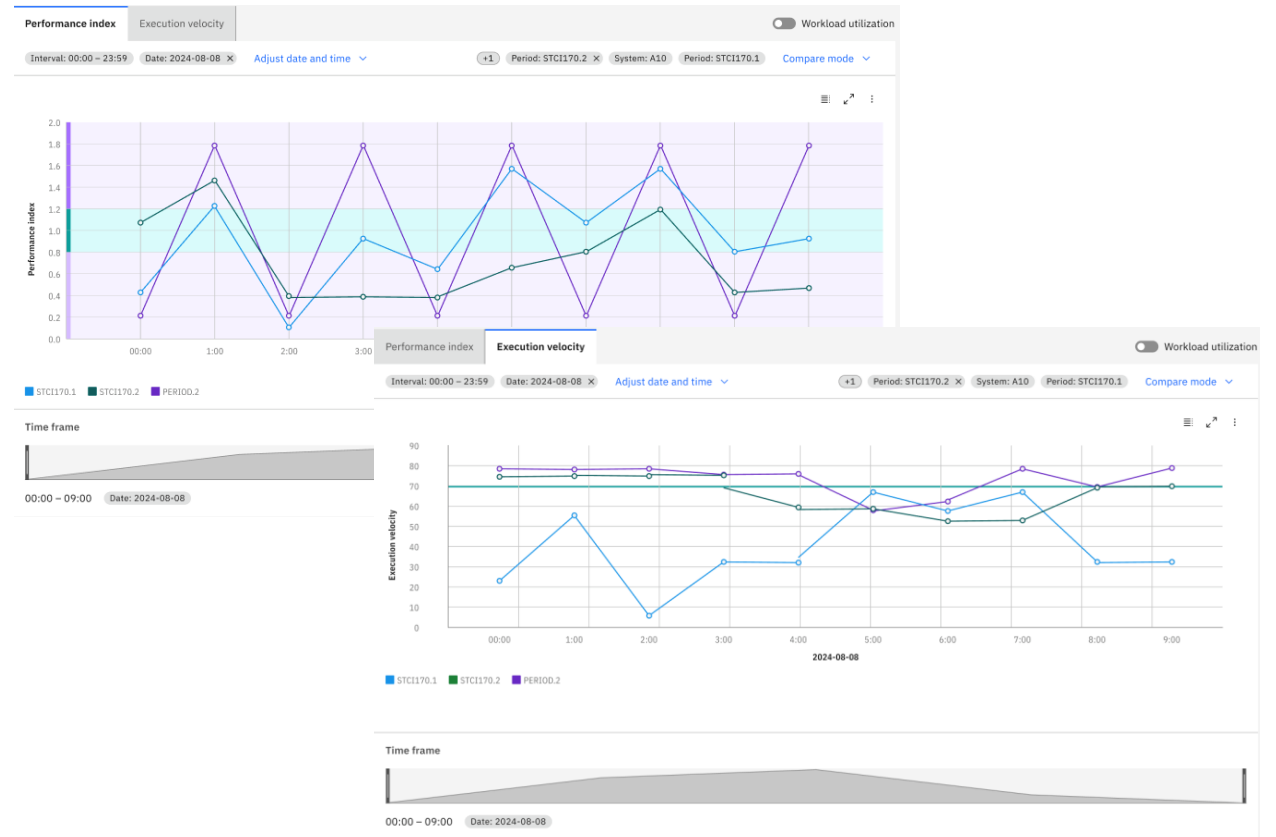 Performance index Execution velocity Workload utilization
Interval: 00:00 – 23:59 Date: 2024-08-08 × Adjust date and time +1 Period: STCI170.2 × System: A10 Period: STCI170.1 Compare mode
2.0
1.8
1.6
1.4
1.2
1.0
0.8
0.6
0.4
0.2
0.0
Performance index
00:00 1:00 2:00 3:00
STCI170.1 STCI170.2 PERIOD.2
Time frame
00:00 – 09:00 Date: 2024-08-08
Performance index Execution velocity Workload utilization
Interval: 00:00 – 23:59 Date: 2024-08-08 × Adjust date and time +1 Period: STCI170.2 × System: A10 Period: STCI170.1 Compare mode
90
80
70
60
50
40
30
20
10
0
Execution velocity
00:00 1:00 2:00 3:00 4:00 5:00 6:00 7:00 8:00 9:00
2024-08-08
STCI170.1 STCI170.2 PERIOD.2
Time frame
00:00 – 09:00 Date: 2024-08-08